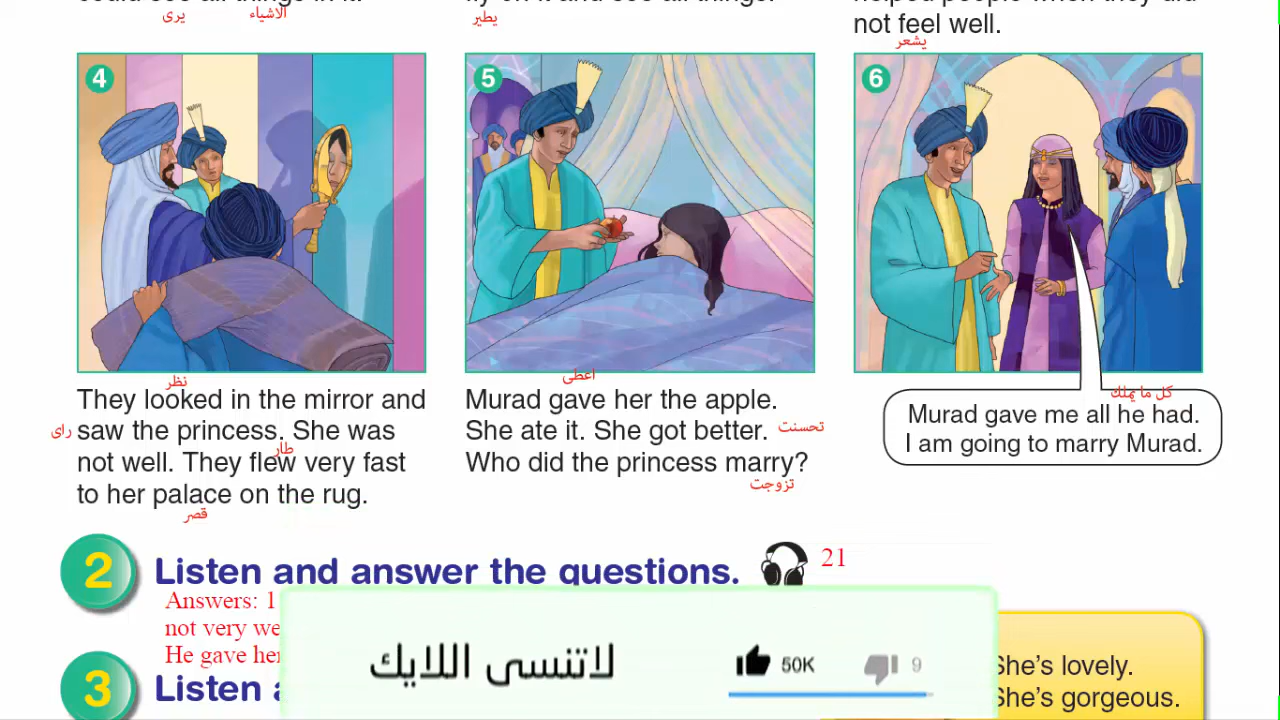 not feel well.
يرى
الاشياء
يطير
يشعر
4
5
6
نظر
They looked in the mirror and
راى saw the princess. She was
طار
not well. They flew very fast
to her palace on the rug.
قصر
اعطى
Murad gave her the apple.
She ate it. She got better. تحسنت
Who did the princess marry?
تزوجت
كل ما يملك
Murad gave me all he had.
I am going to marry Murad.
2 Listen and answer the questions. 21
Answers: 1
not very we
He gave her
3 Listen
لاتنسى اللايك
50K 9
She's lovely.
She's gorgeous.